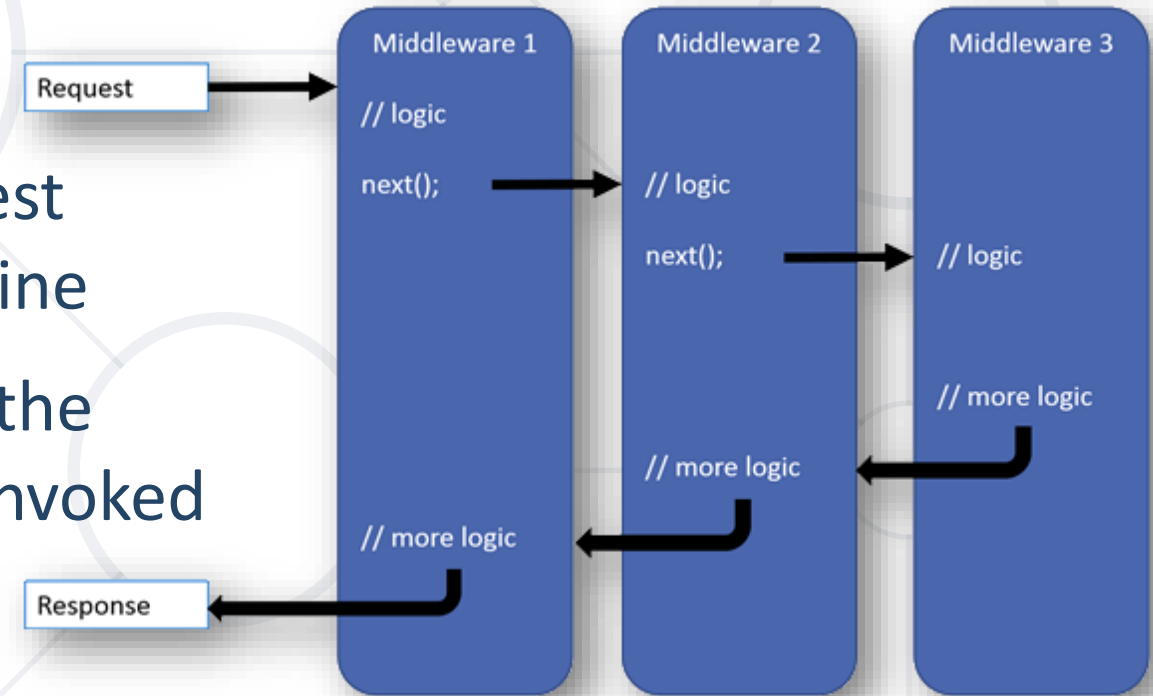 Request
est
ine
the
nvoked
Response
Middleware 1
// logic
next();
// more logic
Middleware 2
// logic
next();
// more logic
Middleware 3
// logic
// more logic